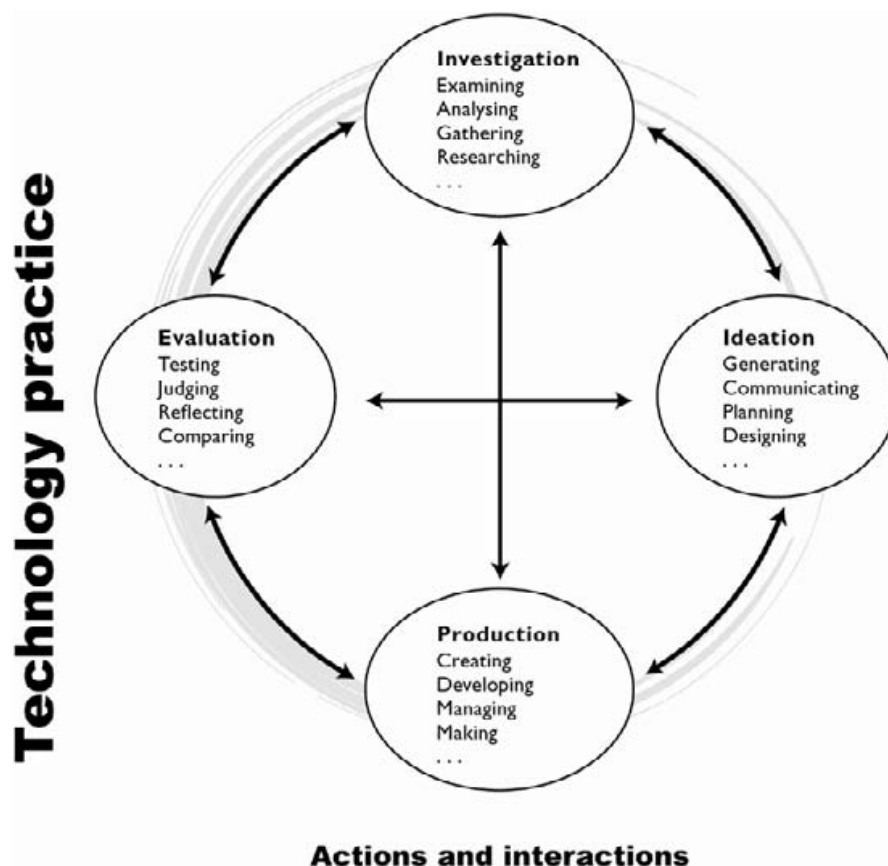 Technology practice
Investigation
Examining
Analysing
Gathering
Researching
. . .
Evaluation
Testing
Judging
Reflecting
Comparing
. . .
Ideation
Generating
Communicating
Planning
Designing
. . .
Production
Creating
Developing
Managing
Making
. . .
Actions and interactions